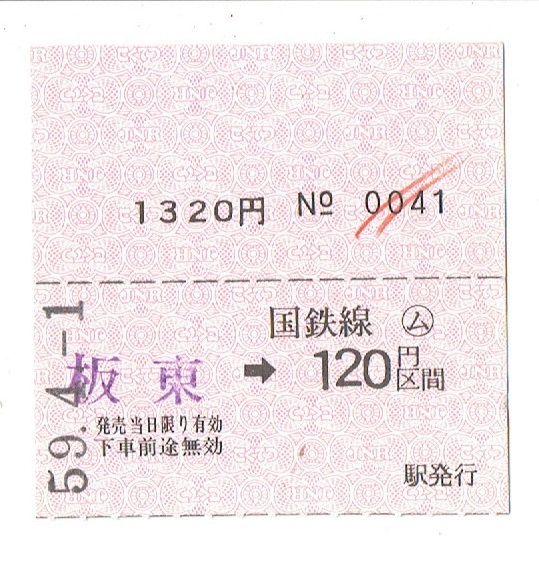 1320円 № 0041
国鉄線 ㋰
板東 ➡ 120円区間
発売当日限り有効
下車前途無効
駅発行
59.4.-1